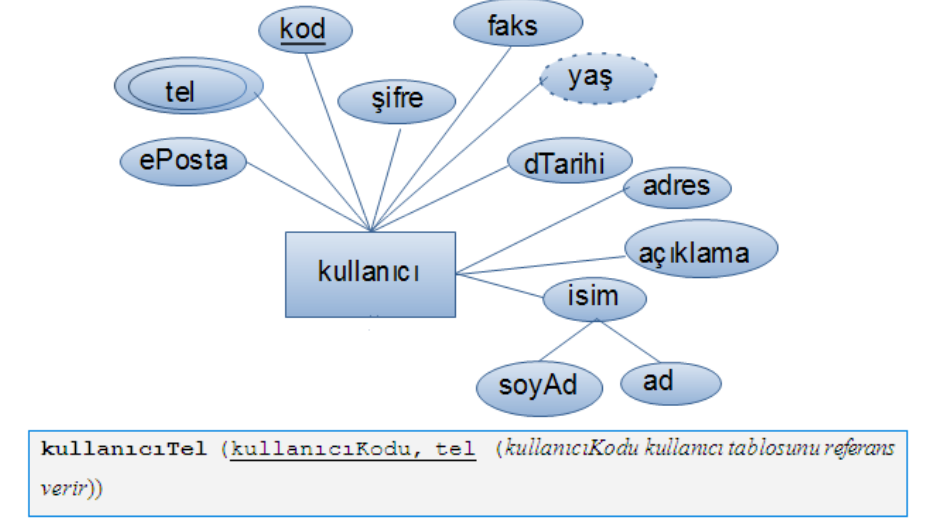 kod
faks
yaş
tel
şifre
ePosta
dTarihi
adres
açıklama
kullanıcı
isim
soyAd
ad
kullanıcıTel (kullanıcıKodu, tel (kullanıcıKodu kullanıcı tablosunu referans
verir))